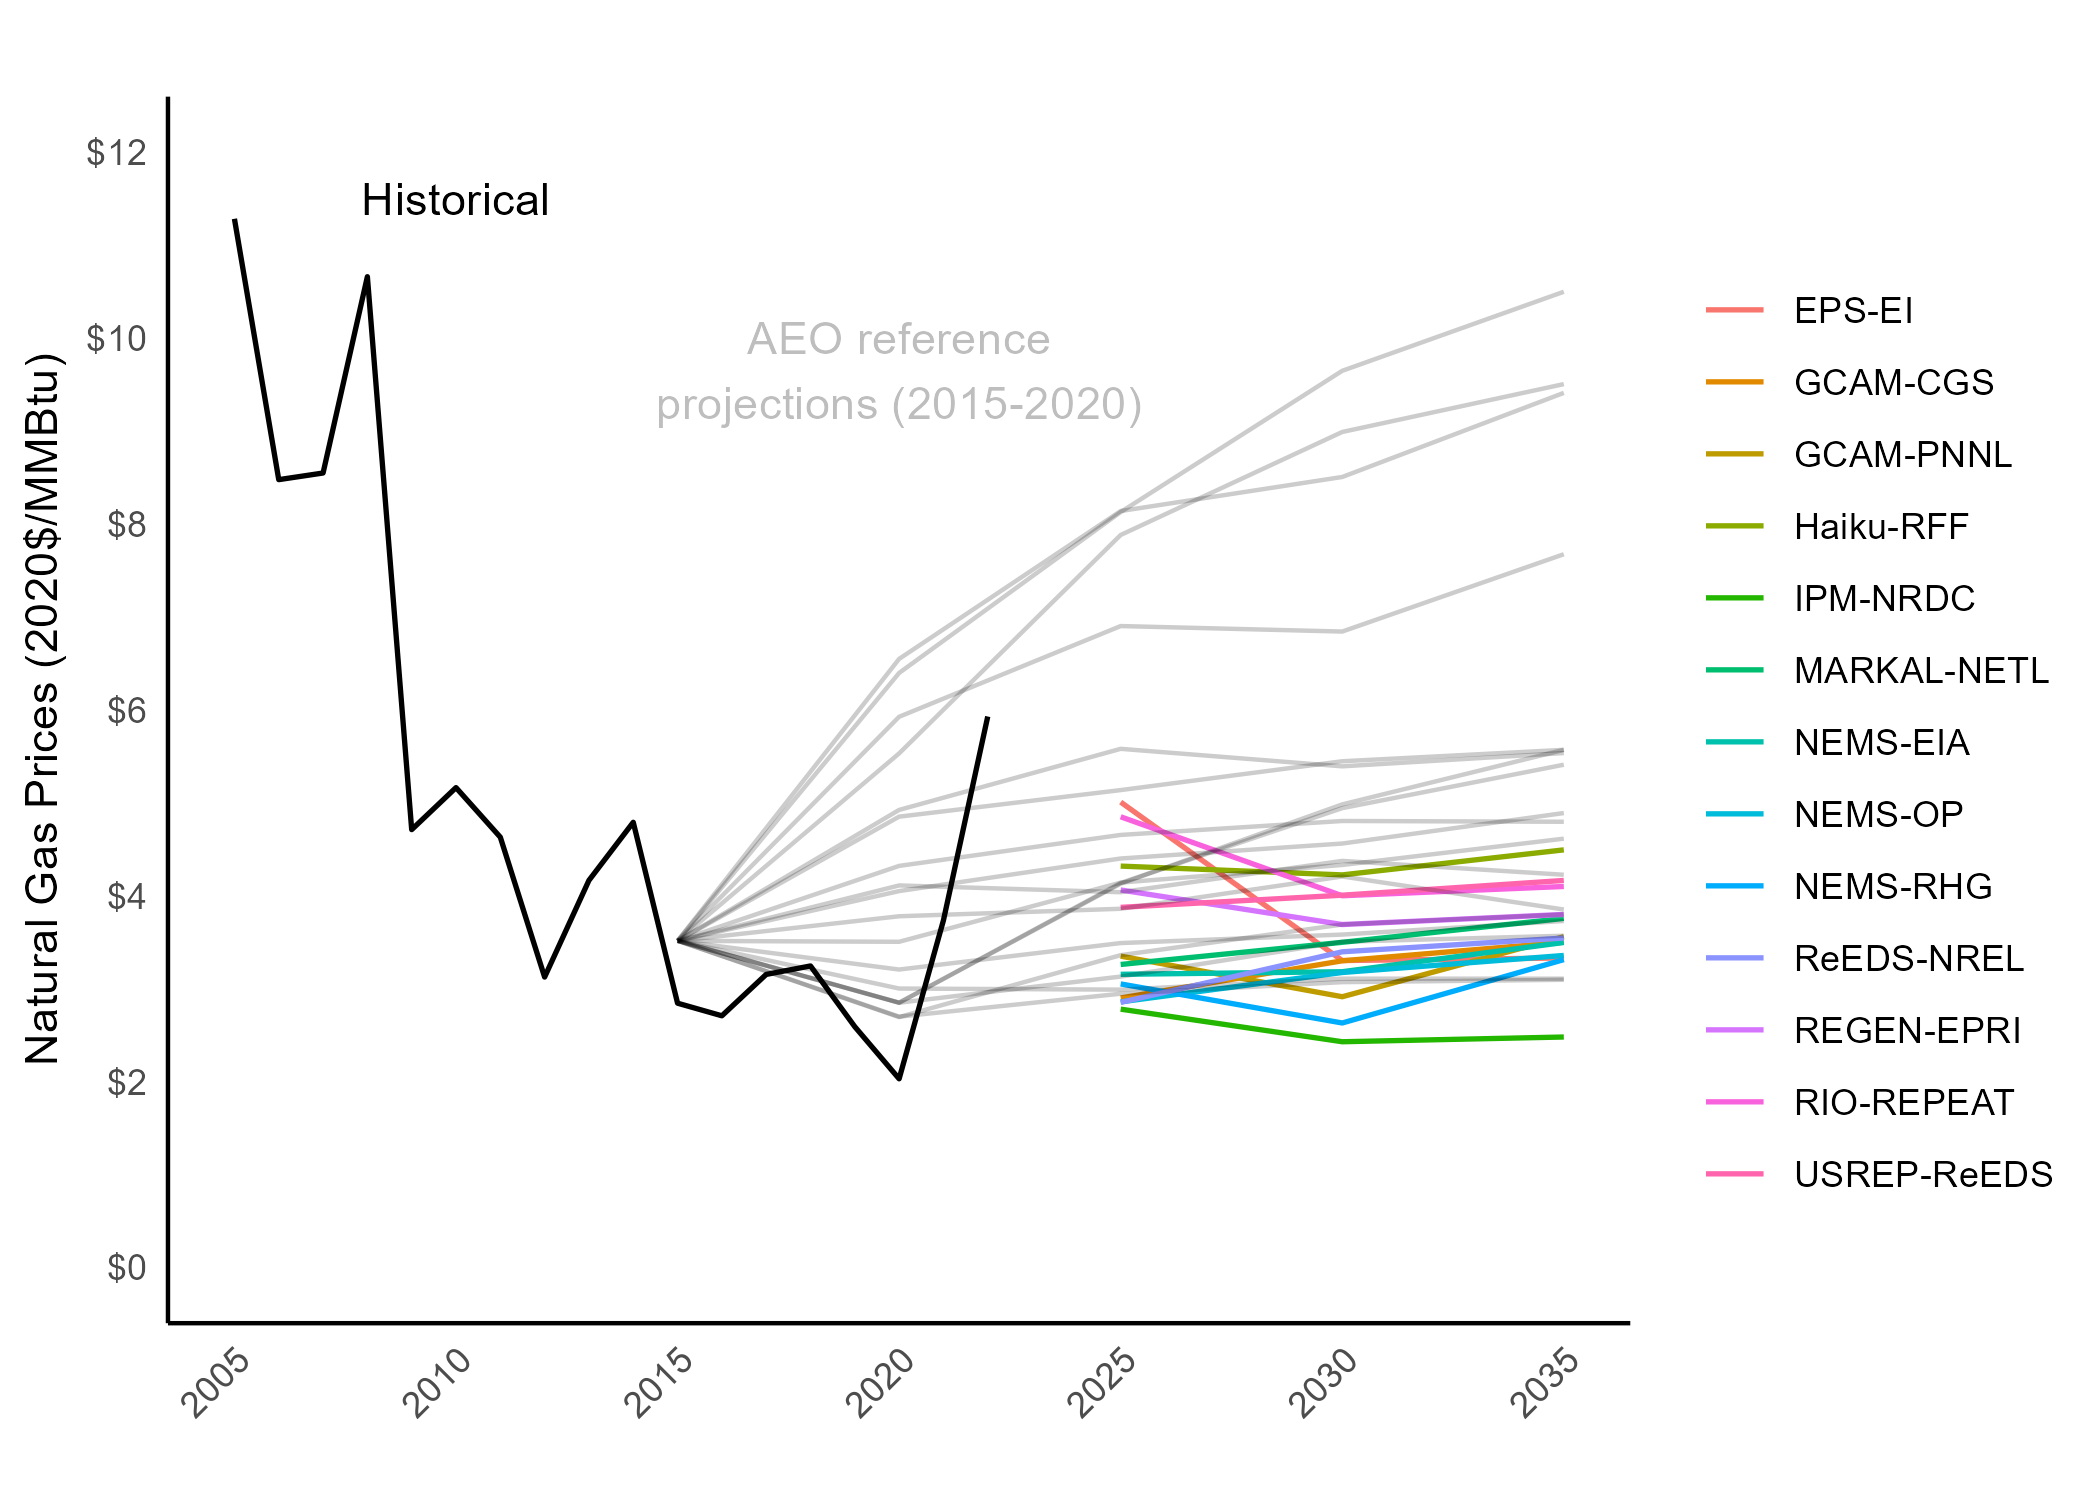 Natural Gas Prices (2020$/MMBtu)
$12
$10
$8
$6
$4
$2
$0
Historical
AEO reference
projections (2015-2020)
2005
2010
2015
2020
2025
2030
2035
EPS-EI
GCAM-CGS
GCAM-PNNL
Haiku-RFF
IPM-NRDC
MARKAL-NETL
NEMS-EIA
NEMS-OP
NEMS-RHG
ReEDS-NREL
REGEN-EPRI
RIO-REPEAT
USREP-ReEDS